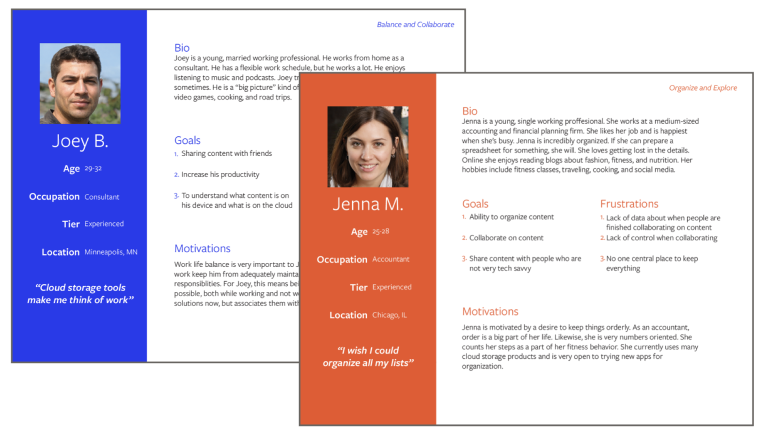 Balance and Collaborate
Bio
Joey is a young, married working professional. He works from home as a
consultant. He has a flexible work schedule, but he works a lot. He enjoys
listening to music and podcasts. Joey
sometimes. He is a “big picture” kind
video games, cooking, and road trips.
Joey B.
Age 29-32
Occupation Consultant
Tier Experienced
Location Minneapolis, MN
“Cloud storage tools
make me think of work”
Goals
1. Sharing content with friends
2. Increase his productivity
3. To understand what content is on
his device and what is on the cloud
Motivations
Work life balance is very important to
work keep him from adequately
responsiblities. For Joey, this means
possible, both while working and not
solutions now, but associates them
Organize and Explore
Bio
Jenna is a young, single working proffesional. She works at a medium-sized
accounting and financial planning firm. She likes her job and is happiest
when she’s busy. Jenna is incredibly organized. If she can prepare a
spreadsheet for something, she will. She loves getting lost in the details.
Online she enjoys reading blogs about fashion, fitness, and nutrition. Her
hobbies include fitness classes, traveling, cooking, and social media.
Jenna M.
Age 25-28
Occupation Accountant
Tier Experienced
Location Chicago, IL
“I wish I could
organize all my lists”
Goals
1. Ability to organize content
2. Collaborate on content
3. Share content with people who are
not very tech savvy
Frustrations
1. Lack of data about when people are
finished collaborating on content
2. Lack of control when collaborating
3. No one central place to keep
everything
Motivations
Jenna is motivated by a desire to keep things orderly. As an accountant,
order is a big part of her life. Likewise, she is very numbers oriented. She
counts her steps as a part of her fitness behavior. She currently uses many
cloud storage products and is very open to trying new apps for
organization.